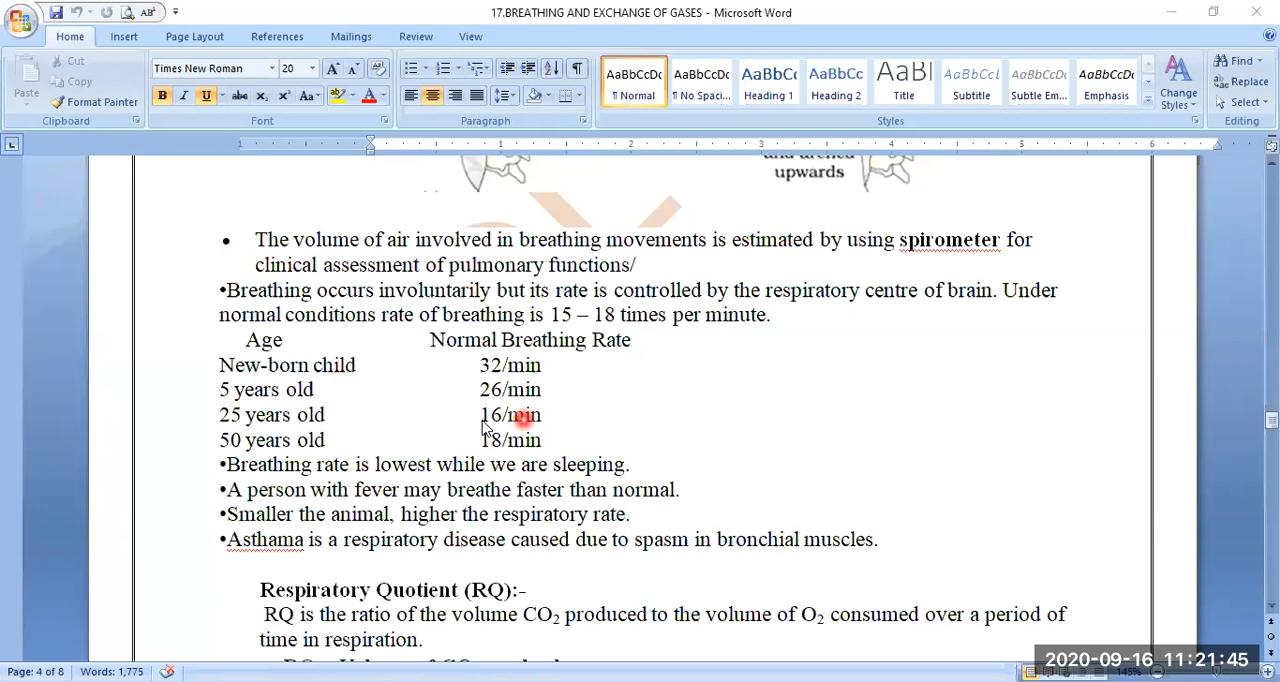 17.BREATHING AND EXCHANGE OF GASES - Microsoft Word
Home Insert Page Layout References Mailings Review View
Paste Cut Copy Format Painter Clipboard
Times New Roman 20
Font
Paragraph
AaBbCcDc AaBbCcDc AaBbCc AaBbCc AaBl AaBbCcL AaBbCcDc AaBbCcDc
¶ Normal ¶ No Spaci... Heading 1 Heading 2 Title Subtitle Subtle Em... Emphasis
Change Styles
Styles
Find
Replace
Select
Editing
1 1 2 3 4 5 6
and arched
upwards
• The volume of air involved in breathing movements is estimated by using spirometer for
clinical assessment of pulmonary functions/
•Breathing occurs involuntarily but its rate is controlled by the respiratory centre of brain. Under
normal conditions rate of breathing is 15 – 18 times per minute.
Age Normal Breathing Rate
New-born child 32/min
5 years old 26/min
25 years old 16/min
50 years old 18/min
•Breathing rate is lowest while we are sleeping.
•A person with fever may breathe faster than normal.
•Smaller the animal, higher the respiratory rate.
•Asthama is a respiratory disease caused due to spasm in bronchial muscles.
Respiratory Quotient (RQ):-
RQ is the ratio of the volume CO₂ produced to the volume of O₂ consumed over a period of
time in respiration.
Page: 4 of 8 Words: 1,775
2020-09-16 11:21:45
145%